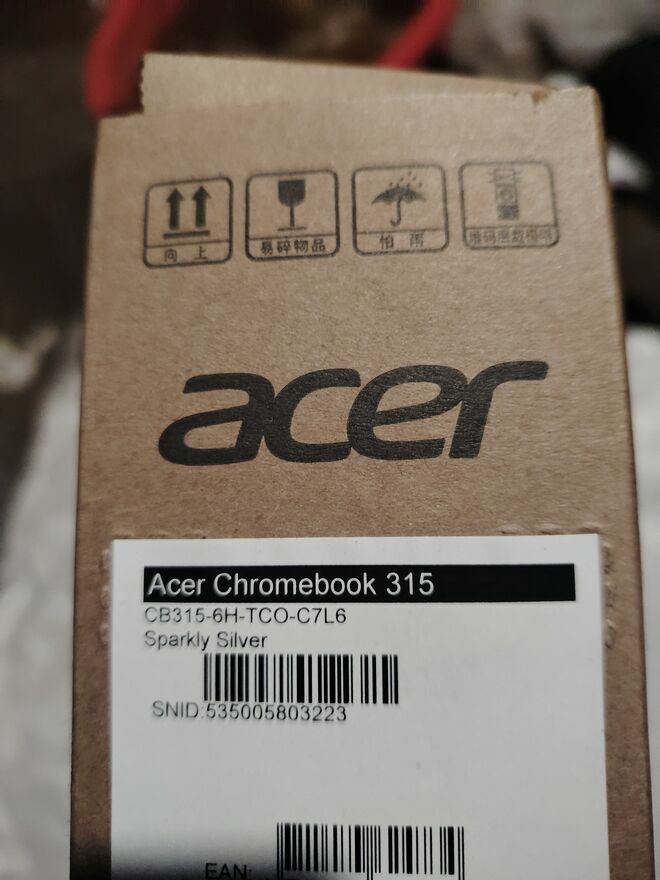 向上
易碎物品
怕雨
acer
Acer Chromebook 315
CB315-6H-TCO-C7L6
Sparkly Silver
SNID:535005803223
EAN: